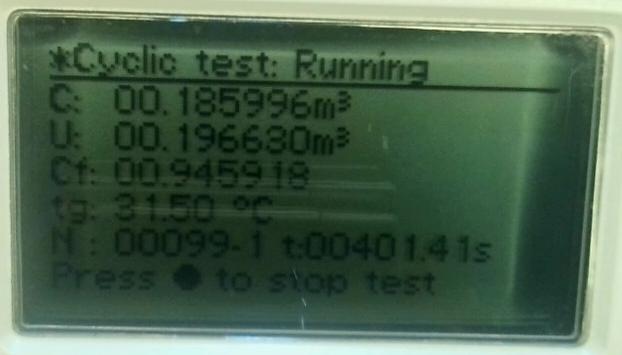 *Cyclic test: Running
C: 00.185996m³
U: 00.196630m³
Cf: 00.945918
tg: 31.50 °C
N : 00099-1 t:00401.41s
Press ● to stop test